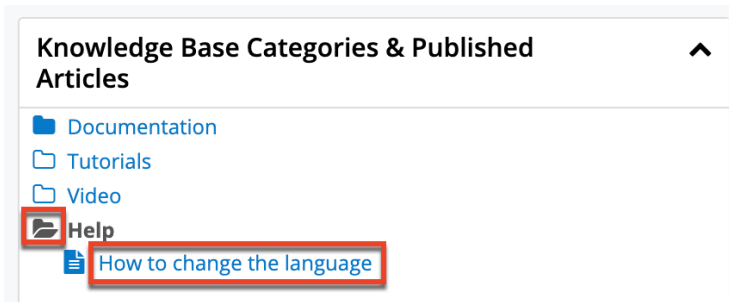 Knowledge Base Categories & Published
Articles
Documentation
Tutorials
Video
Help
How to change the language